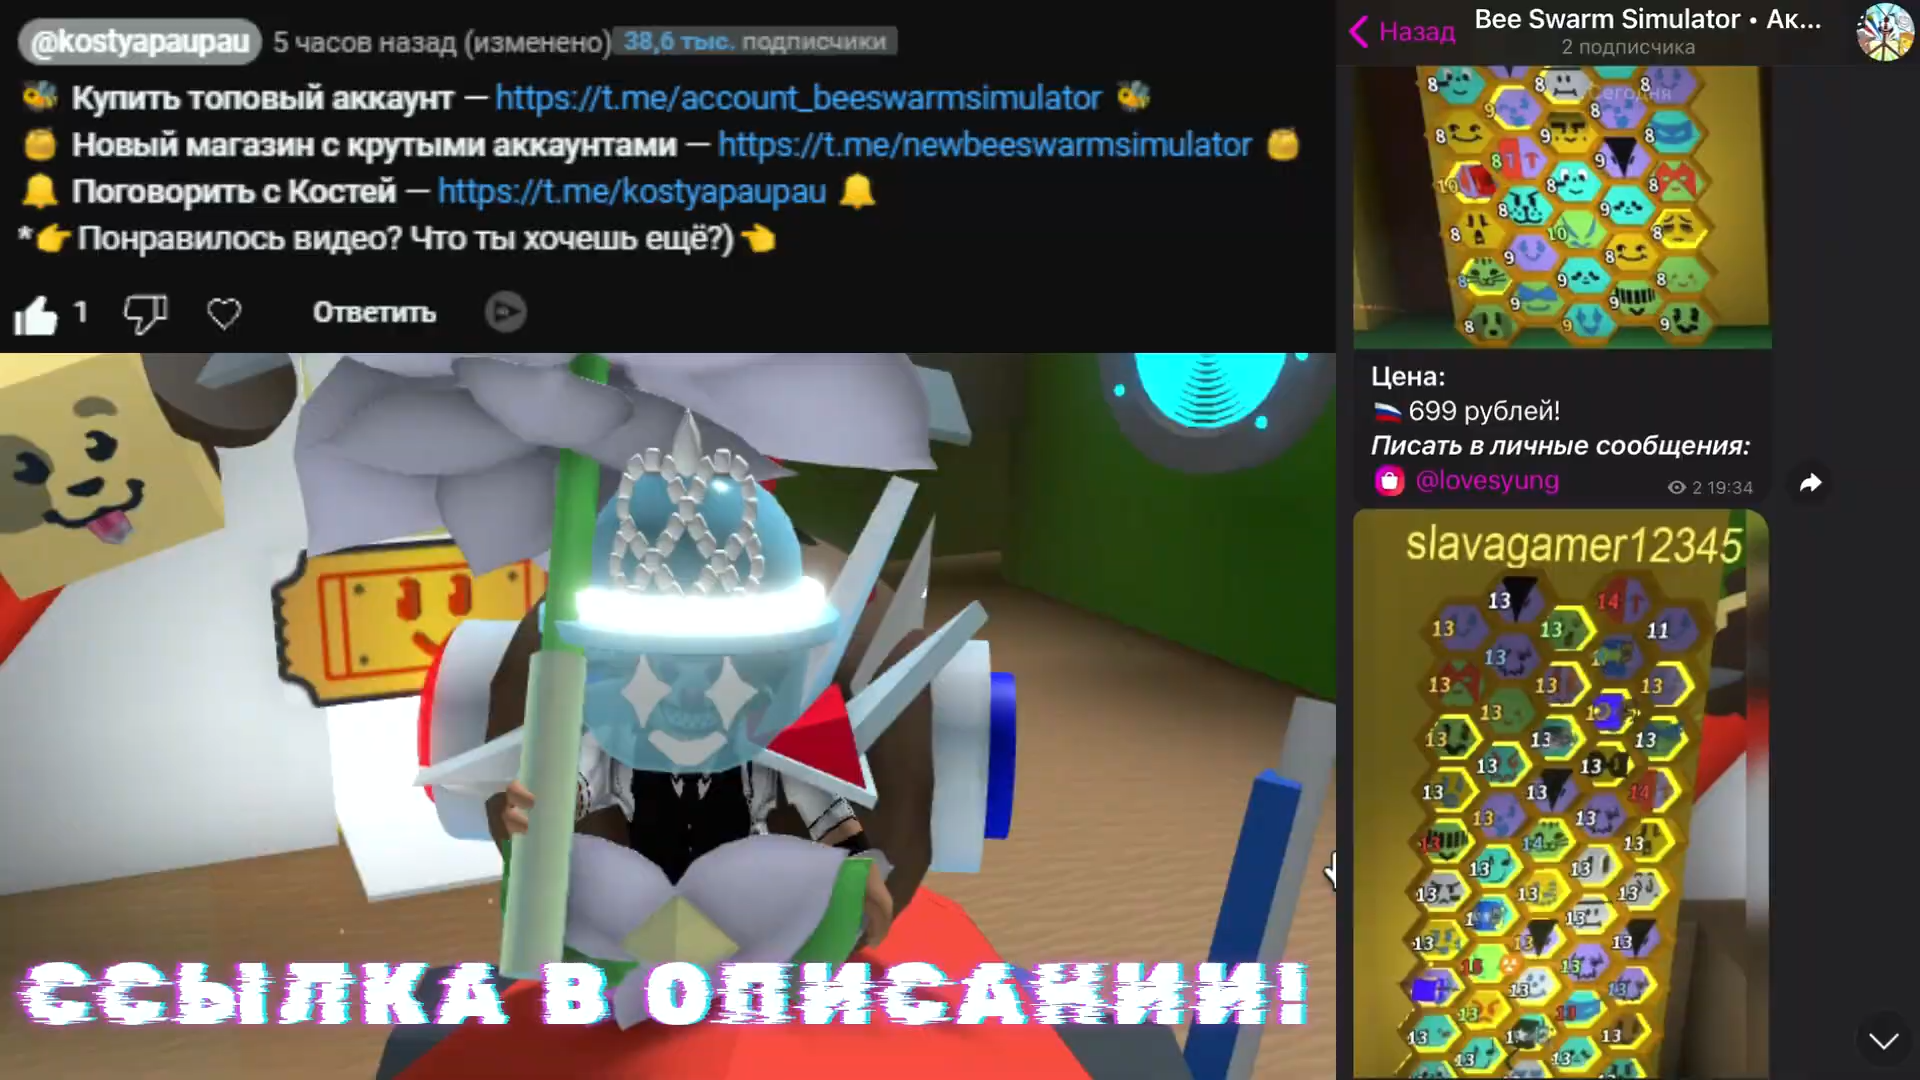 @kostyapaupau 5 часов назад (изменено) 38,6 тыс. подписчики
Купить топовый аккаунт — https://t.me/account_beeswarmsimulator
Новый магазин с крутыми аккаунтами — https://t.me/newbeeswarmsimulator
Поговорить с Костей — https://t.me/kostyapaupau
*👉 Понравилось видео? Что ты хочешь ещё?) 👈
1 Ответить
ССЫЛКА В ОПИСАНИИ!
Назад
Bee Swarm Simulator • Ак...
2 подписчика
Сегодня
Цена:
699 рублей!
Писать в личные сообщения:
@lovesyung
2 19:34
slavagamer12345